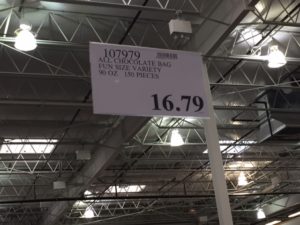 107979
ALL CHOCOLATE BAG
FUN SIZE VARIETY
90 OZ 150 PIECES
16.79